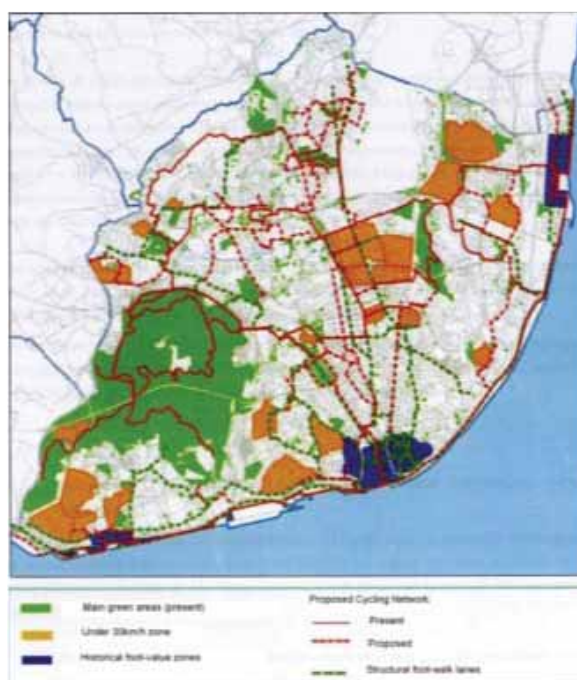 Main green areas (present)
Under 30km/h zone
Historical foot-value zones
Proposed Cycling Network:
Present
Proposed
Structural foot-walk lanes